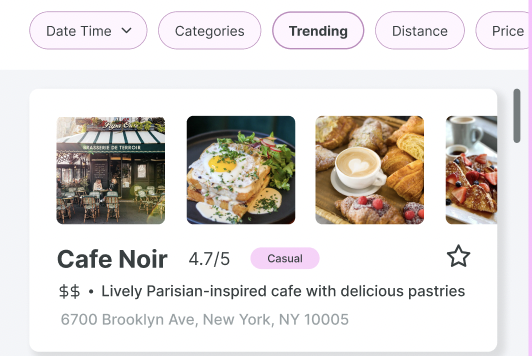 Date Time
Categories
Trending
Distance
Price
BRASSERIE DE TERROIR
Cafe Noir
4.7/5
Casual
$$ • Lively Parisian-inspired cafe with delicious pastries
6700 Brooklyn Ave, New York, NY 10005